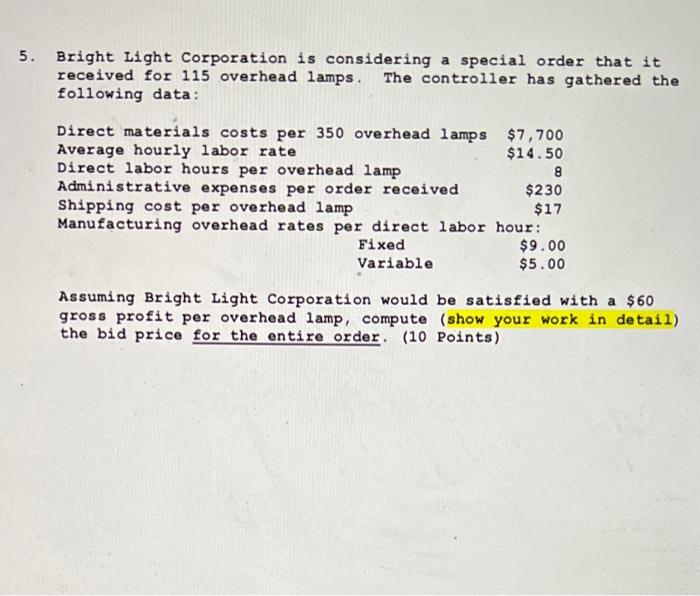 5. Bright Light Corporation is considering a special order that it
received for 115 overhead lamps. The controller has gathered the
following data:
Direct materials costs per 350 overhead lamps $7,700
Average hourly labor rate $14.50
Direct labor hours per overhead lamp 8
Administrative expenses per order received $230
Shipping cost per overhead lamp $17
Manufacturing overhead rates per direct labor hour:
Fixed $9.00
Variable $5.00
Assuming Bright Light Corporation would be satisfied with a $60
gross profit per overhead lamp, compute (show your work in detail)
the bid price for the entire order. (10 Points)